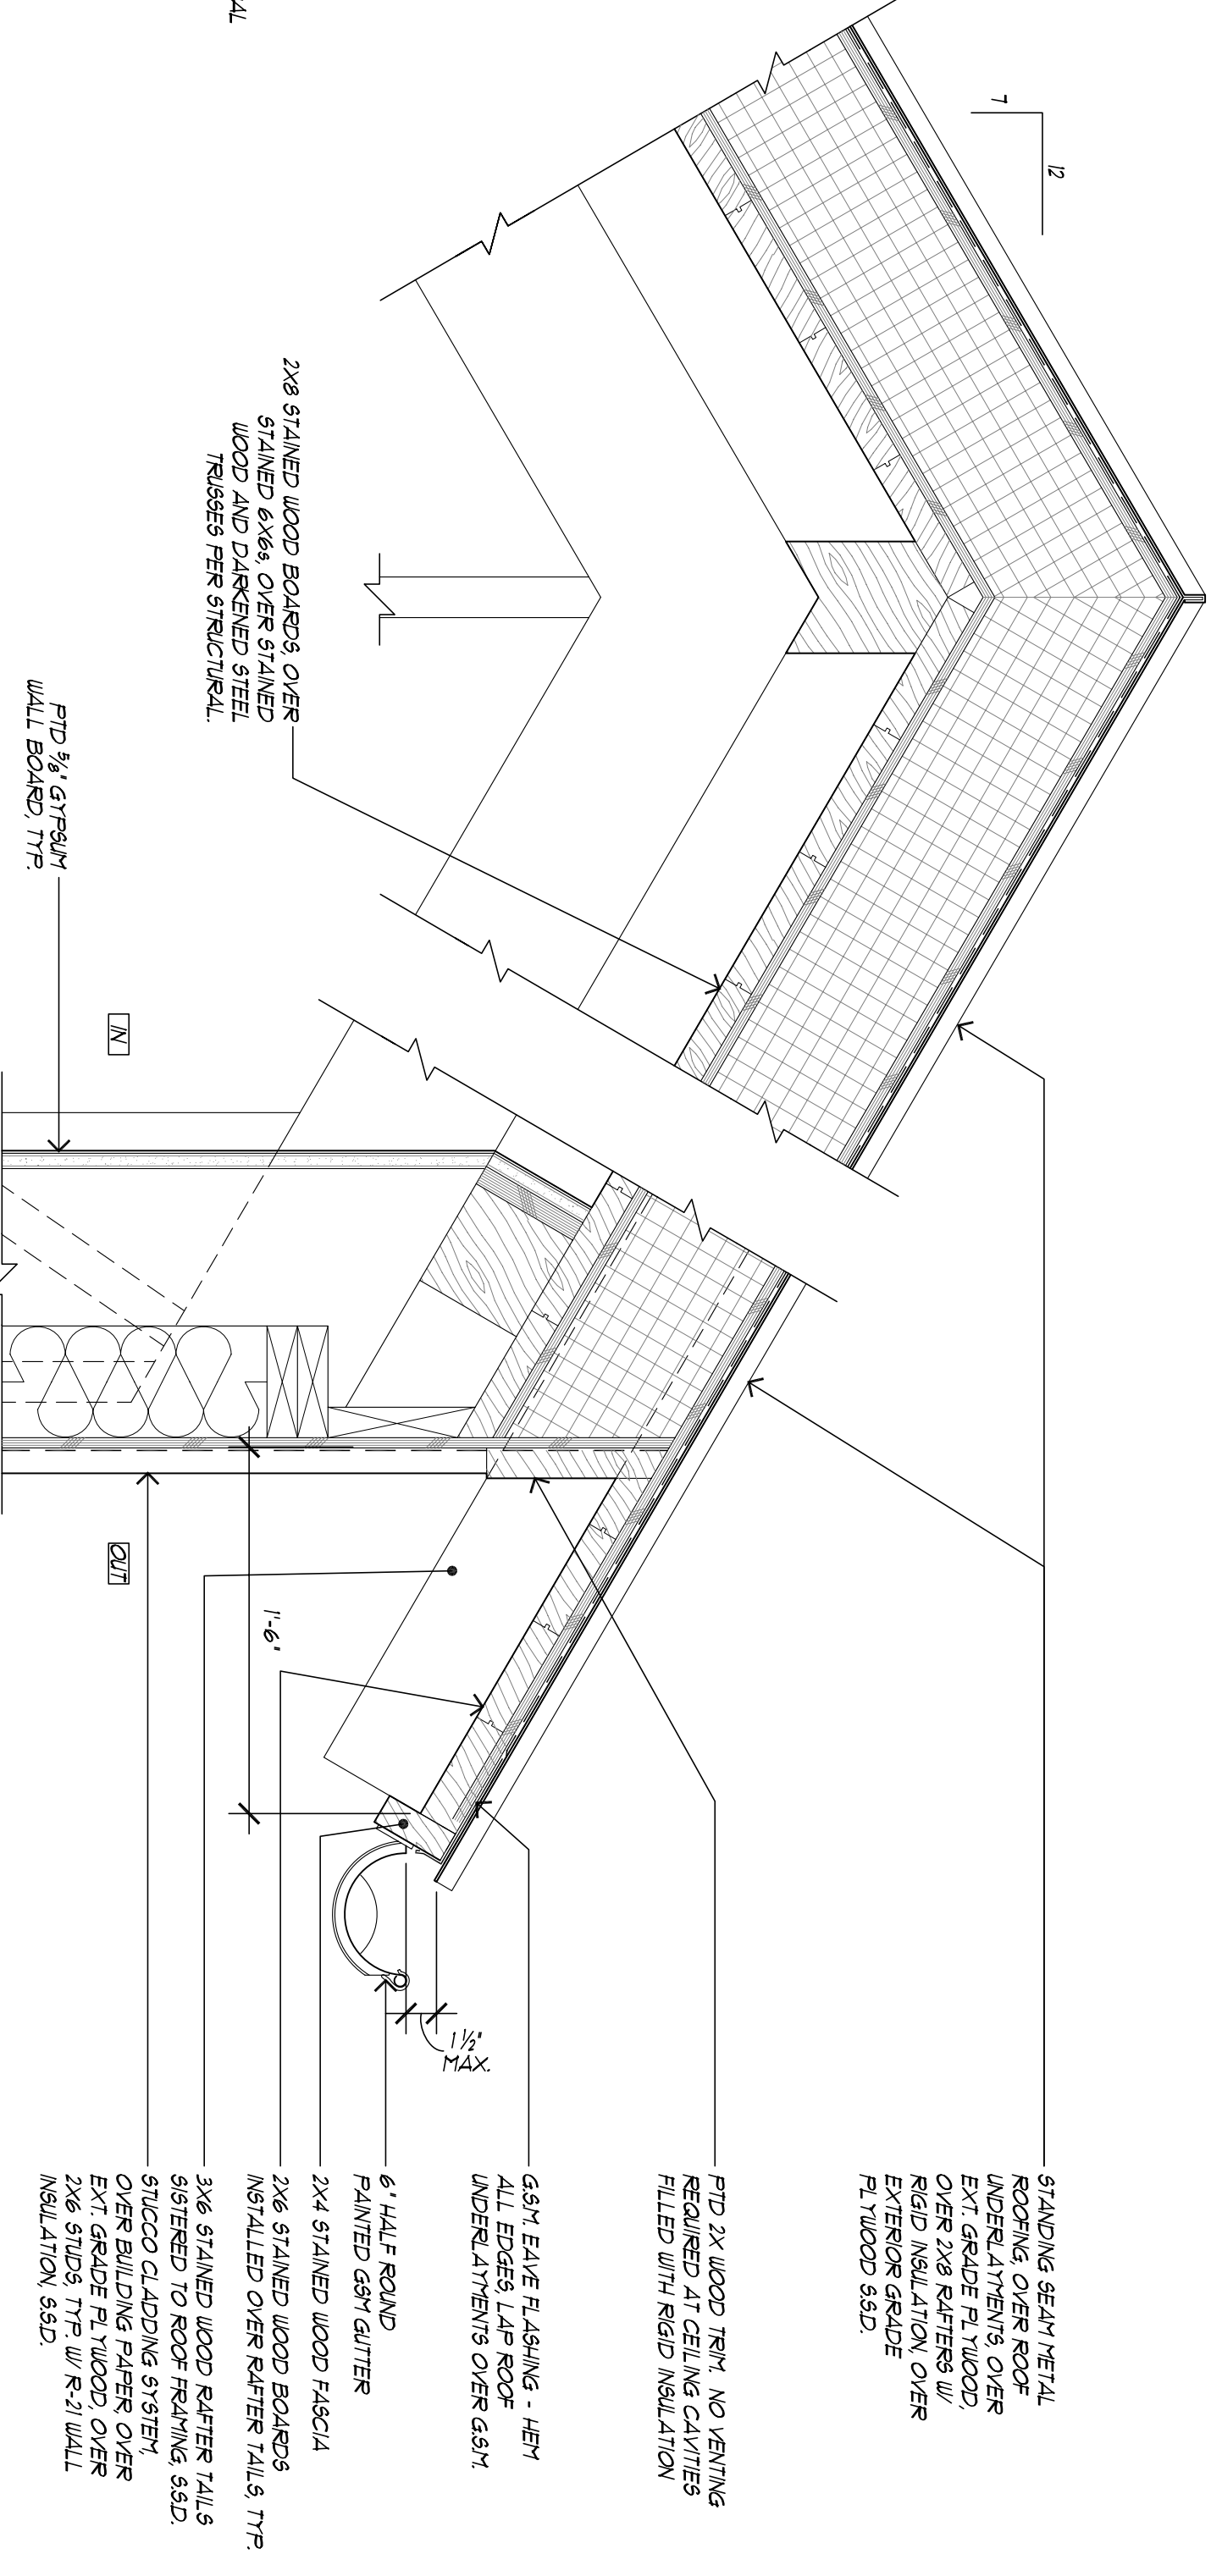 AL
7
12
2X8 STAINED WOOD BOARDS, OVER
STAINED 6X6s, OVER STAINED
WOOD AND DARKENED STEEL
TRUSSES PER STRUCTURAL.
PTD 5/8" GYPSUM
WALL BOARD, TYP.
IN
OUT
1'-6"
1 1/2"
MAX.
STANDING SEAM METAL
ROOFING, OVER ROOF
UNDERLAYMENTS, OVER
EXT. GRADE PLYWOOD,
OVER 2X8 RAFTERS W/
RIGID INSULATION, OVER
EXTERIOR GRADE
PLYWOOD S.S.D.
PTD 2X WOOD TRIM. NO VENTING
REQUIRED AT CEILING CAVITIES
FILLED WITH RIGID INSULATION
G.S.M. EAVE FLASHING - HEM
ALL EDGES, LAP ROOF
UNDERLAYMENTS OVER G.S.M.
6" HALF ROUND
PAINTED GSM GUTTER
2X4 STAINED WOOD FASCIA
2X6 STAINED WOOD BOARDS
INSTALLED OVER RAFTER TAILS, TYP.
3X6 STAINED WOOD RAFTER TAILS
SISTERED TO ROOF FRAMING, S.S.D.
STUCCO CLADDING SYSTEM,
OVER BUILDING PAPER, OVER
EXT. GRADE PLYWOOD, OVER
2X6 STUDS, TYP. W/ R-21 WALL
INSULATION, S.S.D.